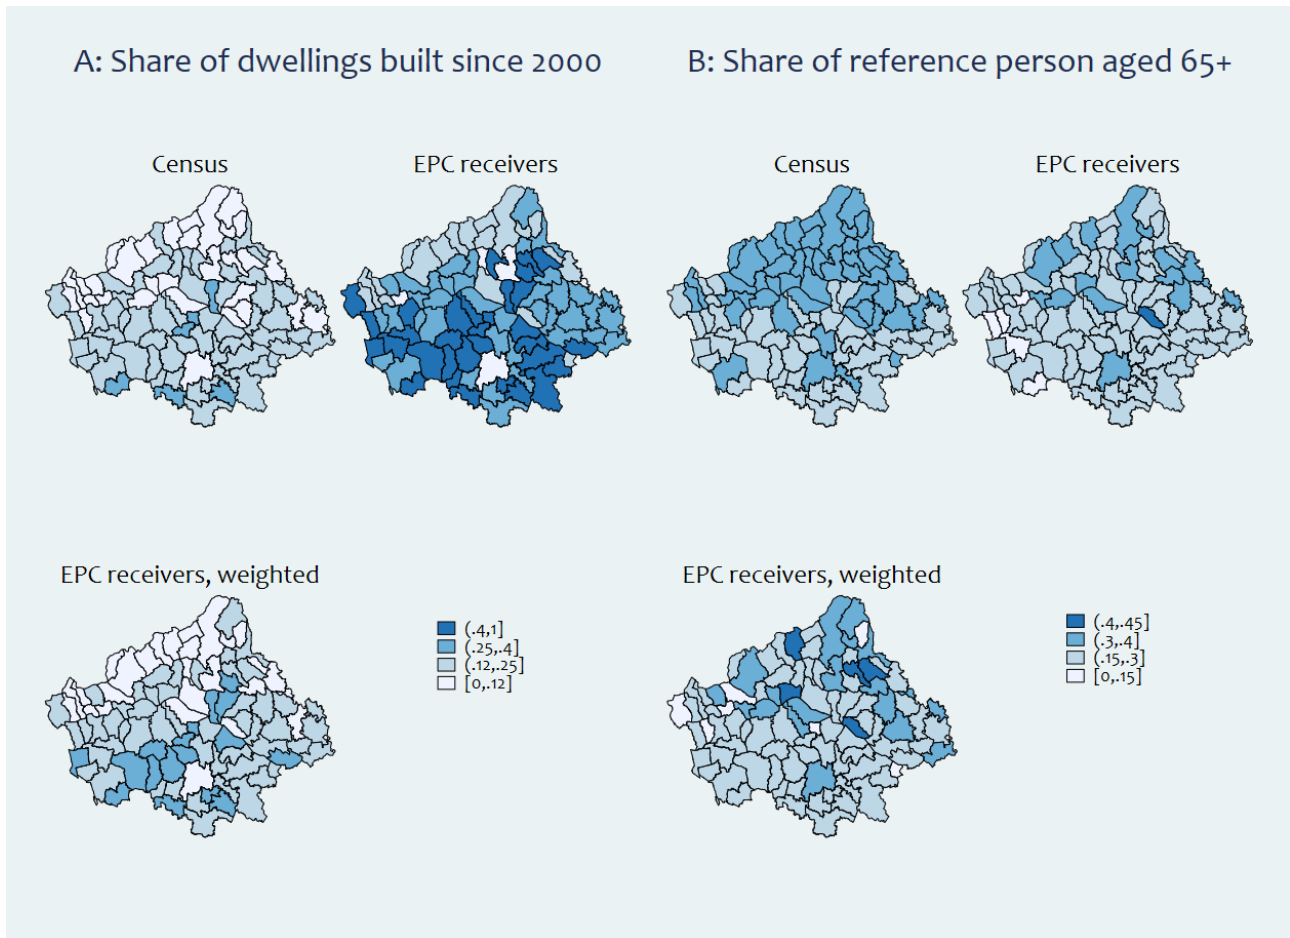 A: Share of dwellings built since 2000
B: Share of reference person aged 65+
Census
EPC receivers
Census
EPC receivers
EPC receivers, weighted
(.4,1]
(.25,.4]
(.12,.25]
[0,.12]
EPC receivers, weighted
(.4,.45]
(.3,.4]
(.15,.3]
[0,.15]